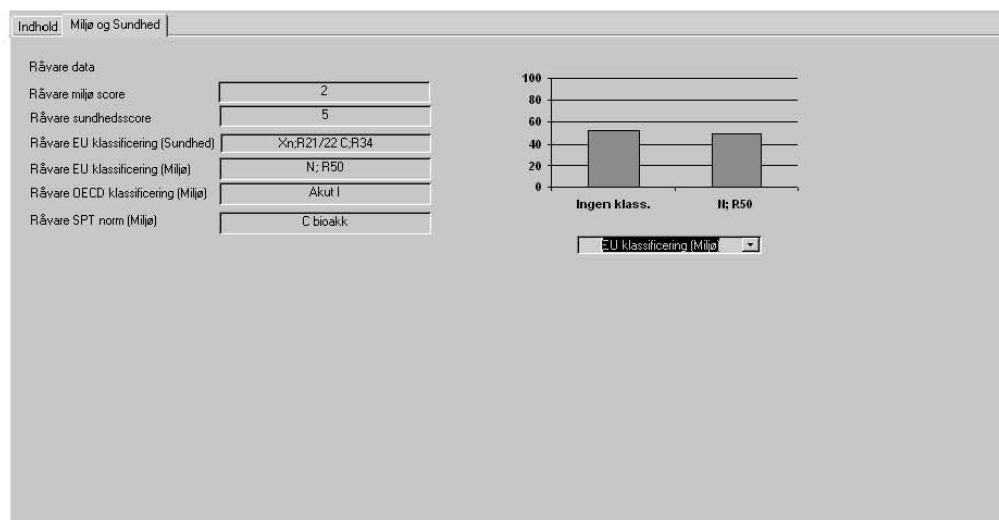 Indhold Miljø og Sundhed
Råvare data
Råvare miljø score 2
Råvare sundhedsscore 5
Råvare EU klassificering (Sundhed) Xn;R21/22 C;R34
Råvare EU klassificering (Miljø) N; R50
Råvare OECD klassificering (Miljø) Akut I
Råvare SPT norm (Miljø) C bioakk
100
80
60
40
20
0
Ingen klass. N; R50
EU klassificering (Miljø)